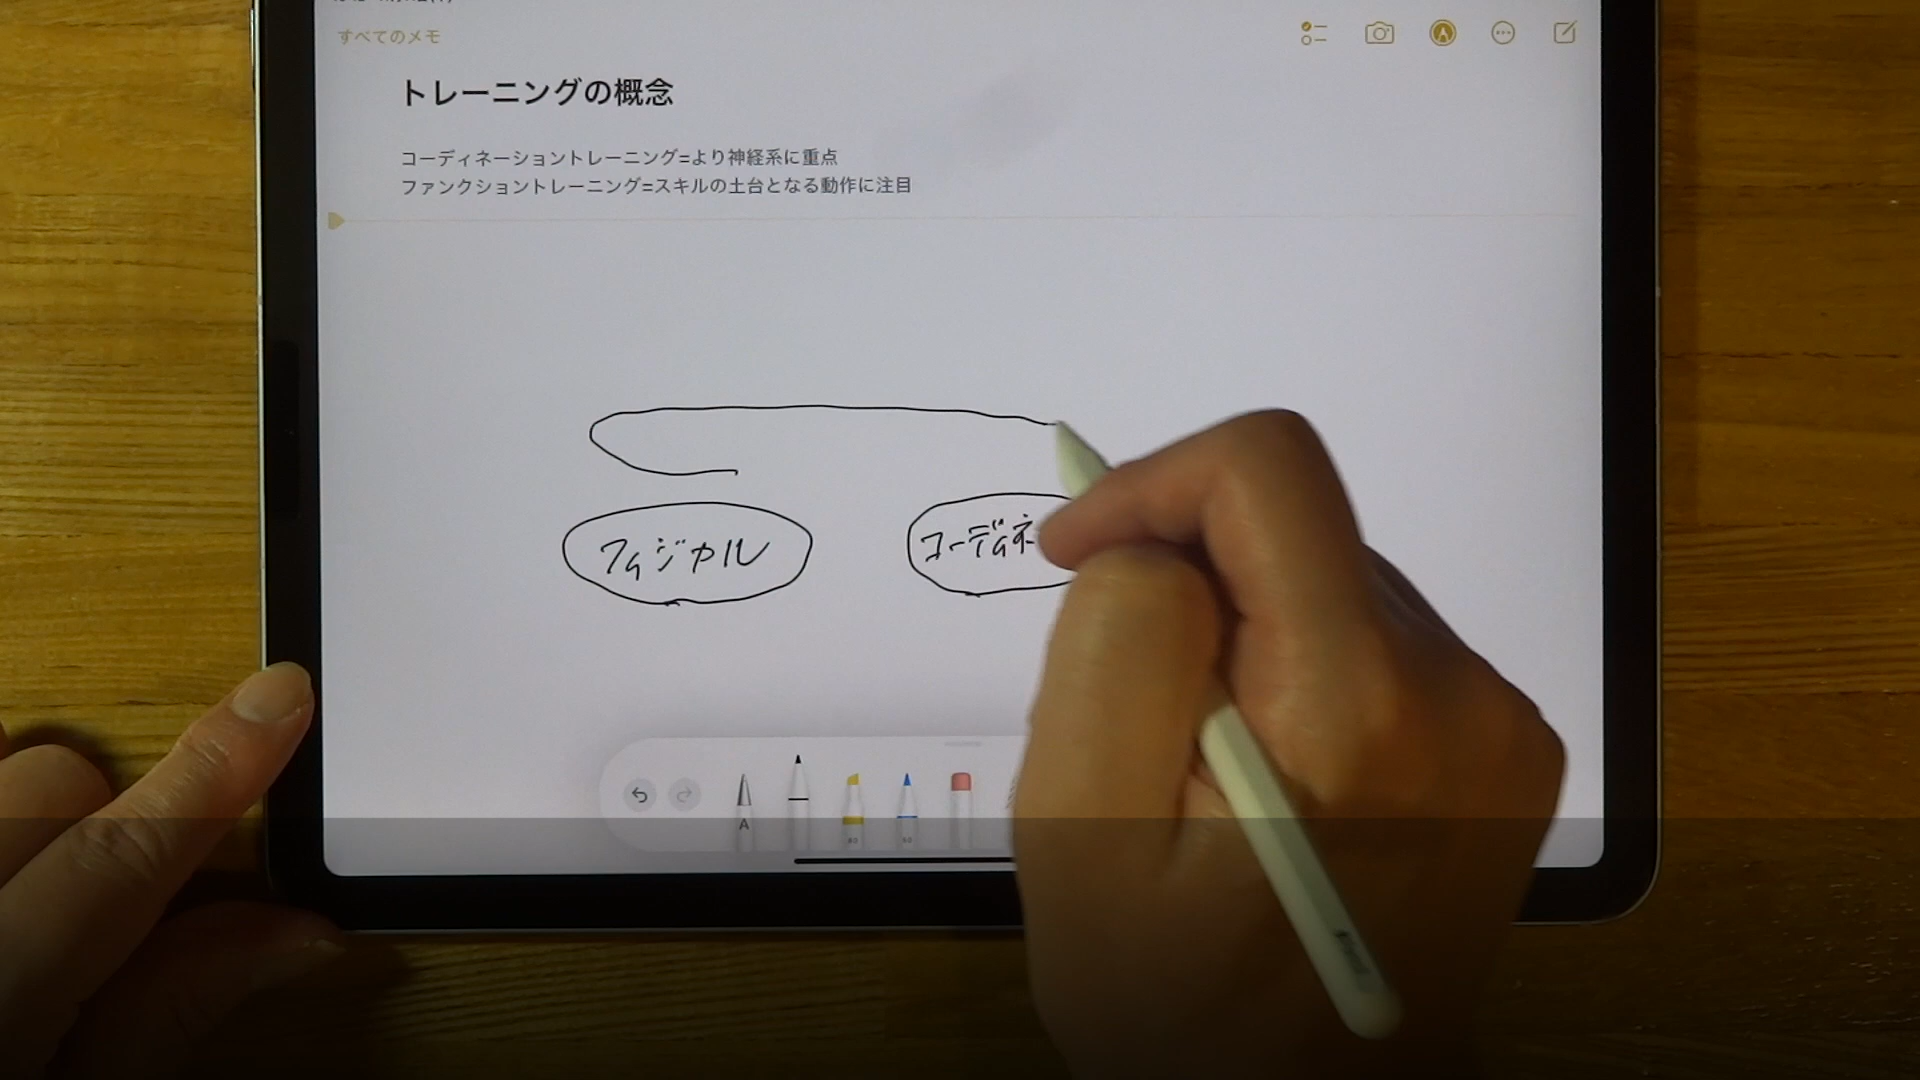 すべてのメモ
トレーニングの概念
コーディネーショントレーニング=より神経系に重点
ファンクショントレーニング=スキルの土台となる動作に注目
フィジカル
コーディネ
A